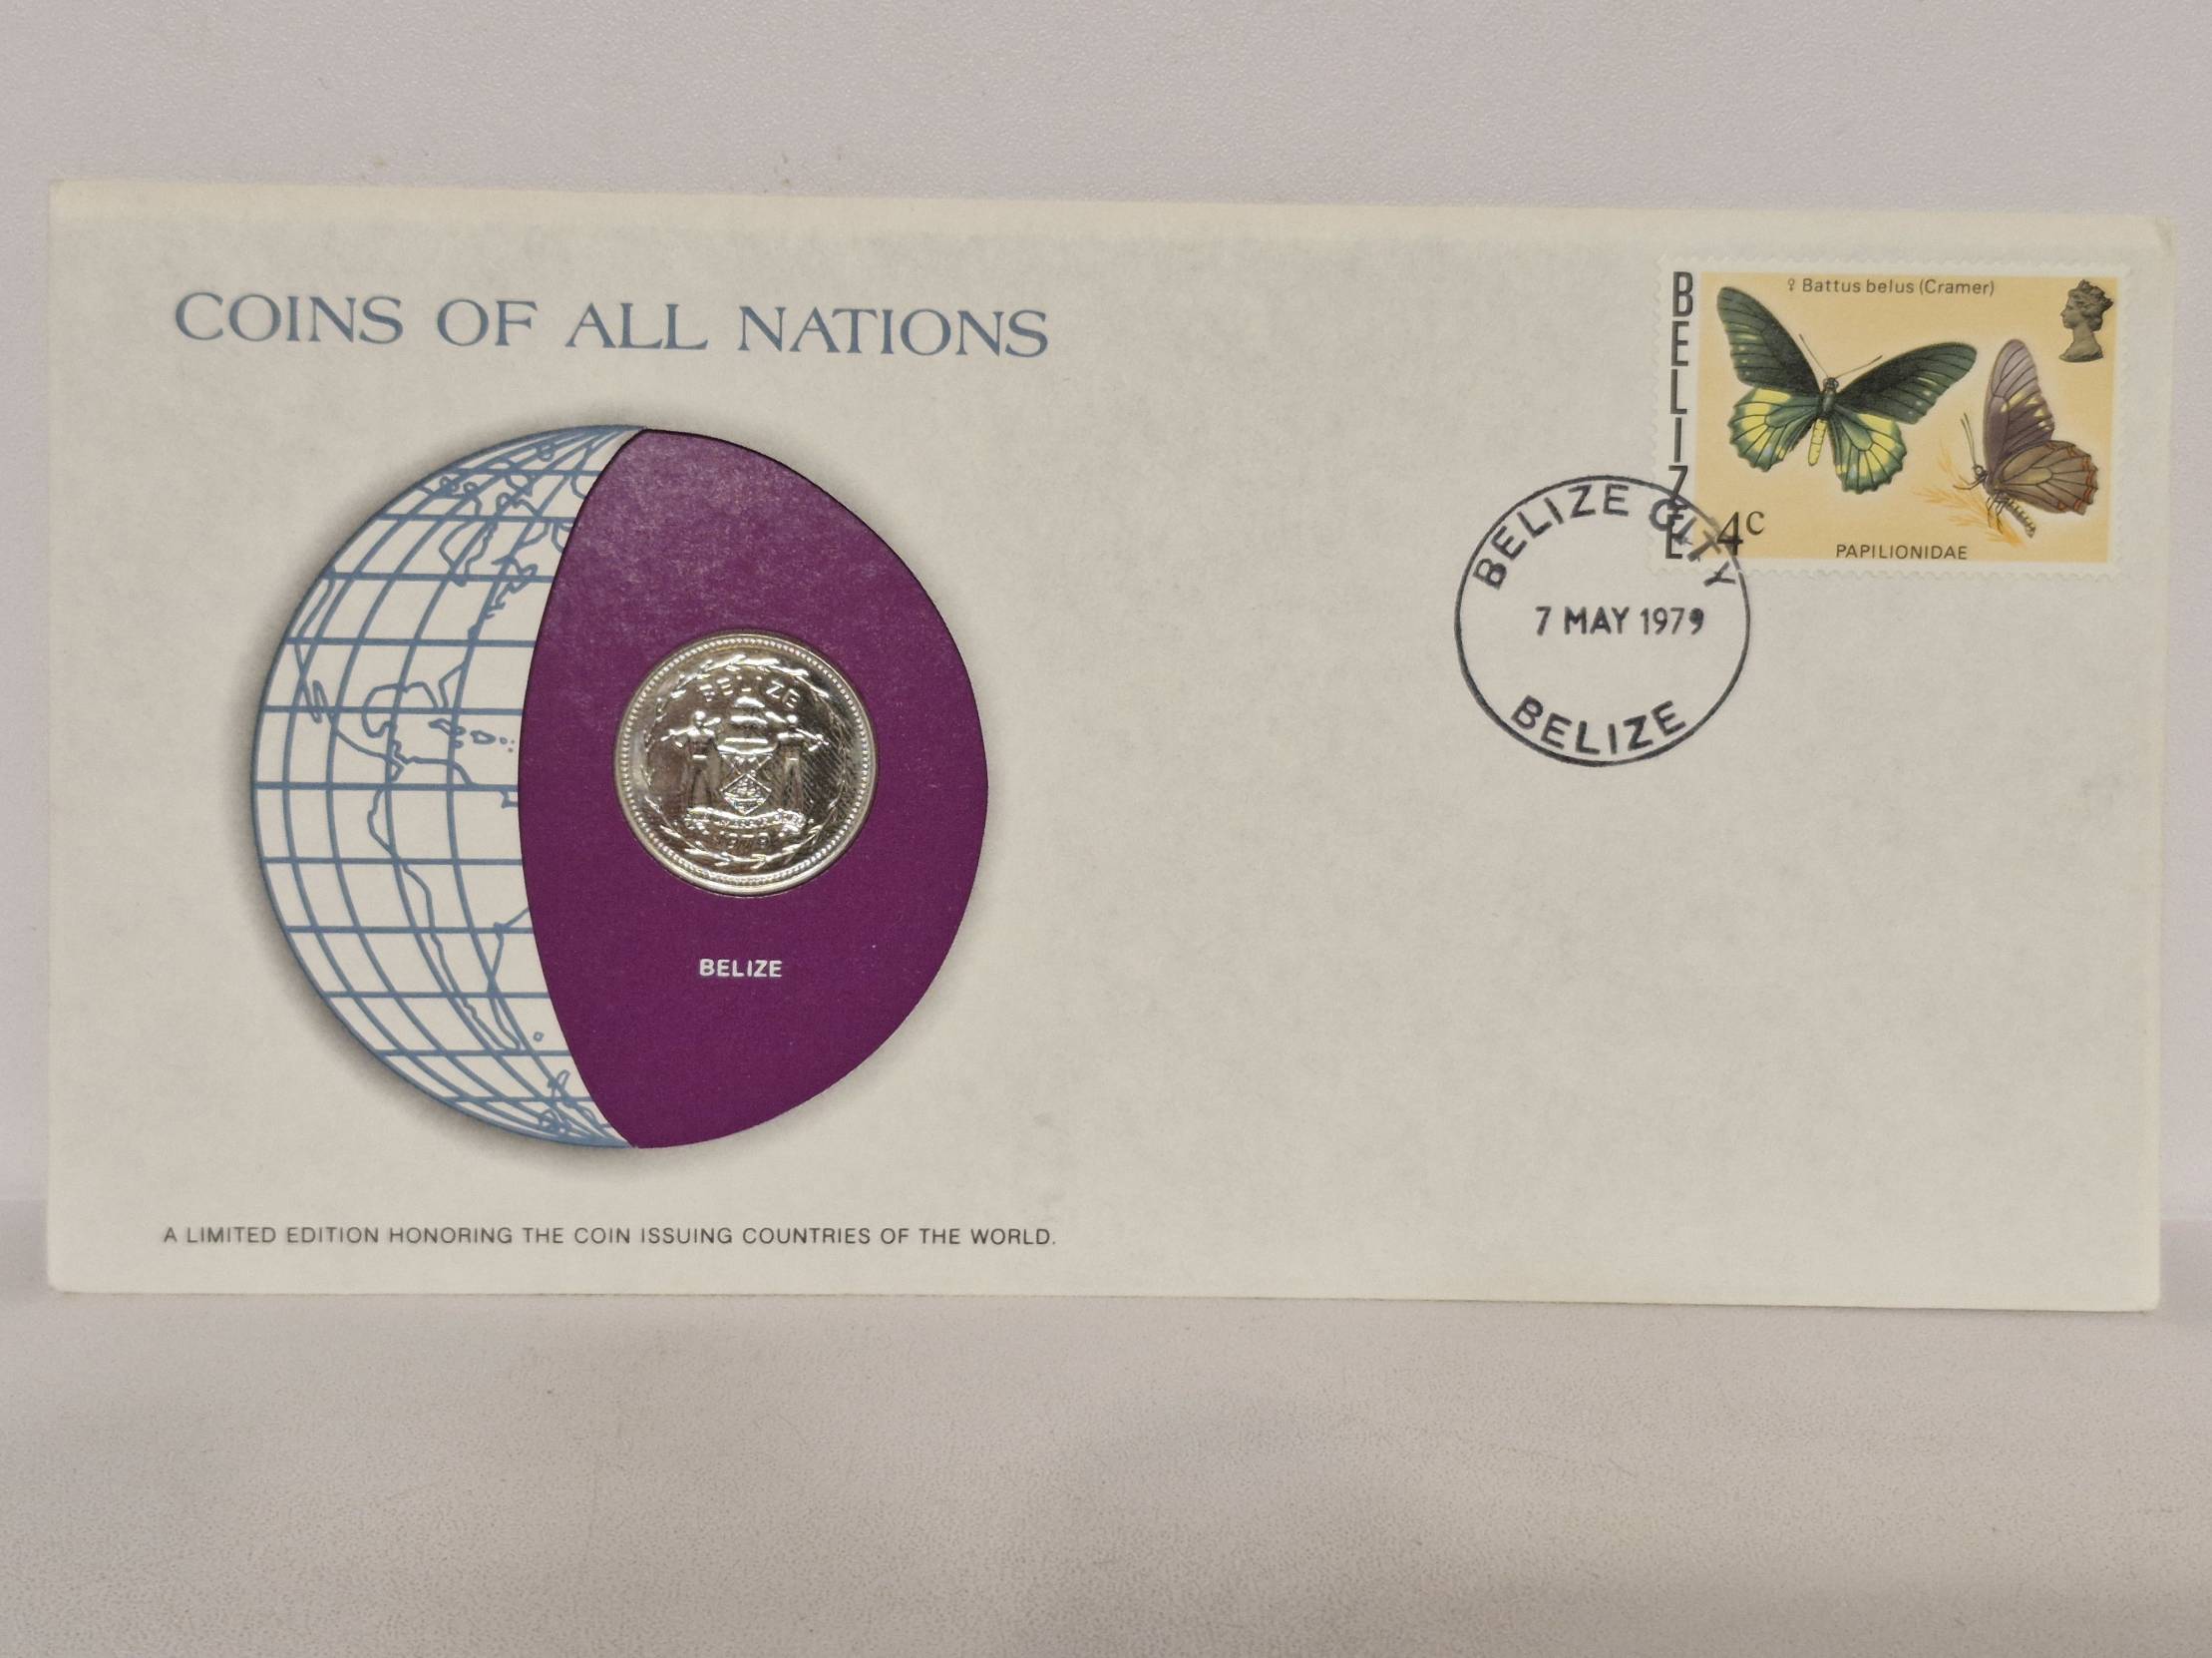 COINS OF ALL NATIONS
BELIZE
♀ Battus belus (Cramer)
4c
PAPILIONIDAE
BELIZE CITY
7 MAY 1979
BELIZE
BELIZE
BELIZE
A LIMITED EDITION HONORING THE COIN ISSUING COUNTRIES OF THE WORLD.